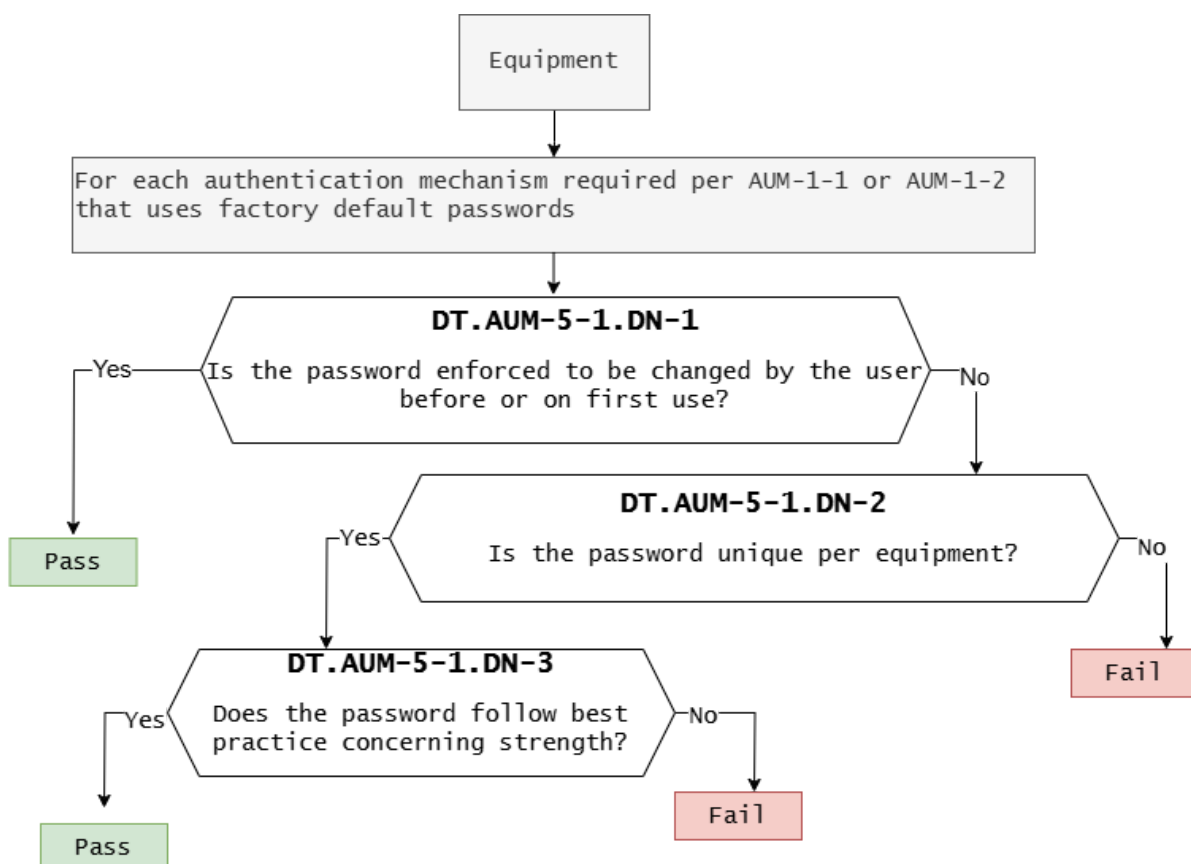 Equipment
For each authentication mechanism required per AUM-1-1 or AUM-1-2
that uses factory default passwords
DT.AUM-5-1.DN-1
Is the password enforced to be changed by the user
before or on first use?
Yes
No
Pass
DT.AUM-5-1.DN-2
Is the password unique per equipment?
Yes
No
Fail
DT.AUM-5-1.DN-3
Does the password follow best
practice concerning strength?
Yes
No
Pass
Fail